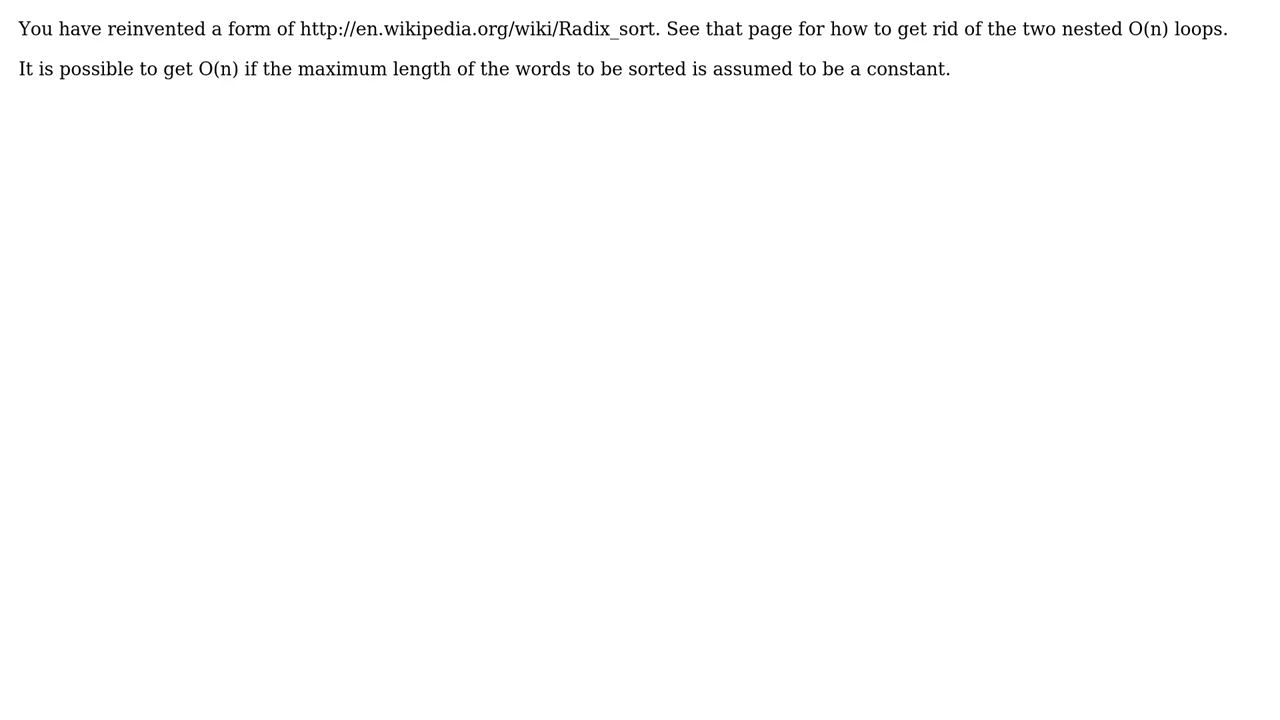 You have reinvented a form of http://en.wikipedia.org/wiki/Radix_sort. See that page for how to get rid of the two nested O(n) loops.
It is possible to get O(n) if the maximum length of the words to be sorted is assumed to be a constant.